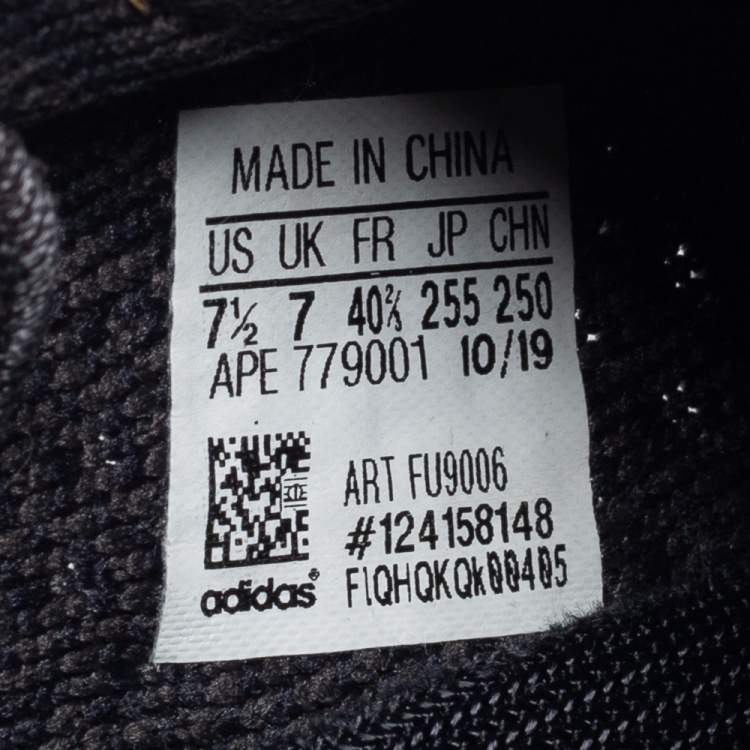 MADE IN CHINA
US UK FR JP CHN
7½ 7 40⅔ 255 250
APE 779001 10/19
ART FU9006
#124158148
adidas®
FIQHQKQk00405